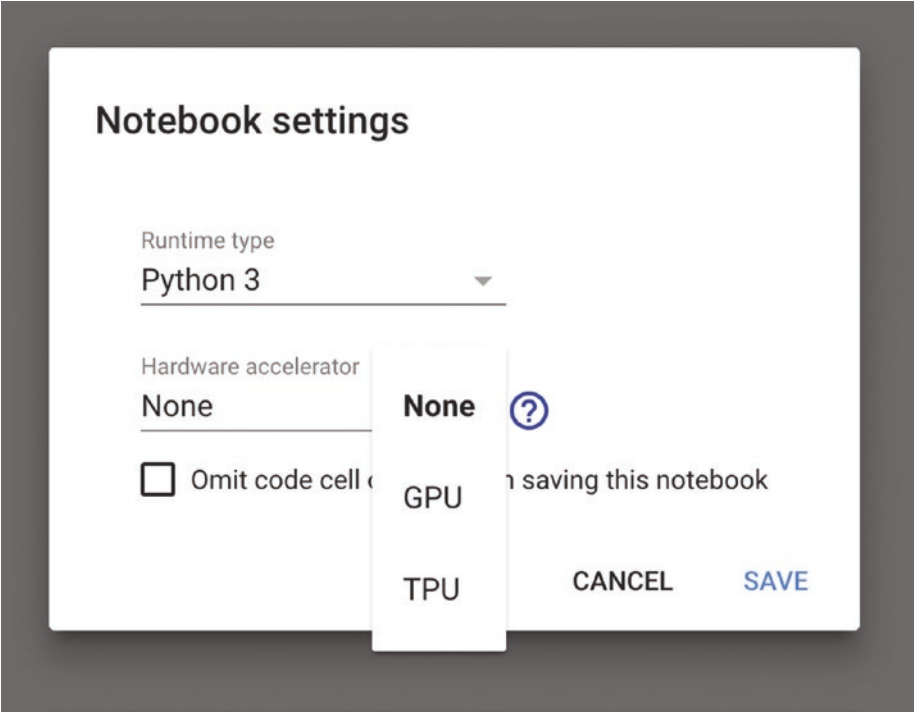 Notebook settings
Runtime type
Python 3
Hardware accelerator
None
None
GPU
TPU
?
Omit code cell saving this notebook
CANCEL
SAVE